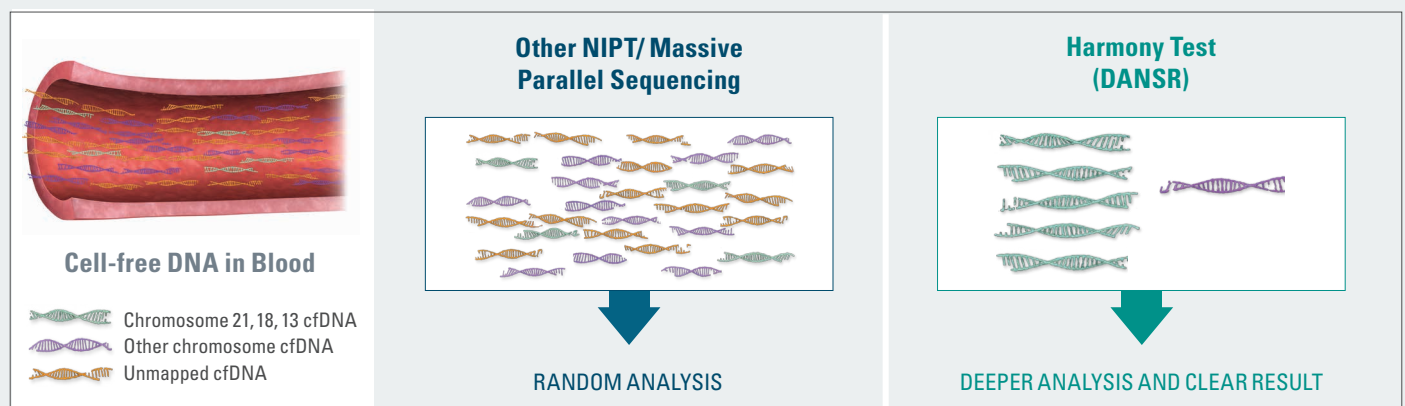 Cell-free DNA in Blood
Chromosome 21, 18, 13 cfDNA
Other chromosome cfDNA
Unmapped cfDNA
Other NIPT/ Massive
Parallel Sequencing
RANDOM ANALYSIS
Harmony Test
(DANSR)
DEEPER ANALYSIS AND CLEAR RESULT